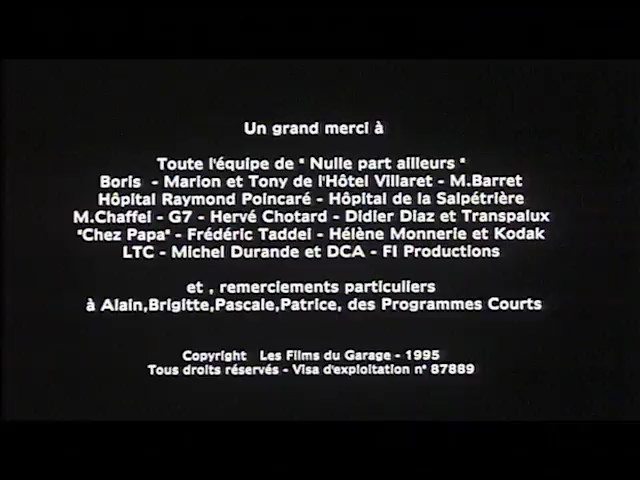 Un grand merci à
Toute l'équipe de " Nulle part ailleurs "
Boris - Marion et Tony de l'Hôtel Villaret - M.Barret
Hôpital Raymond Poincaré - Hôpital de la Salpétrière
M.Chaffei - G7 - Hervé Chotard - Didier Diaz et Transpalux
"Chez Papa" - Frédéric Taddei - Hélène Monnerie et Kodak
LTC - Michel Durande et DCA - FI Productions
et , remerciements particuliers
à Alain,Brigitte,Pascale,Patrice, des Programmes Courts
Copyright Les Films du Garage - 1995
Tous droits réservés - Visa d'exploitation n° 87889